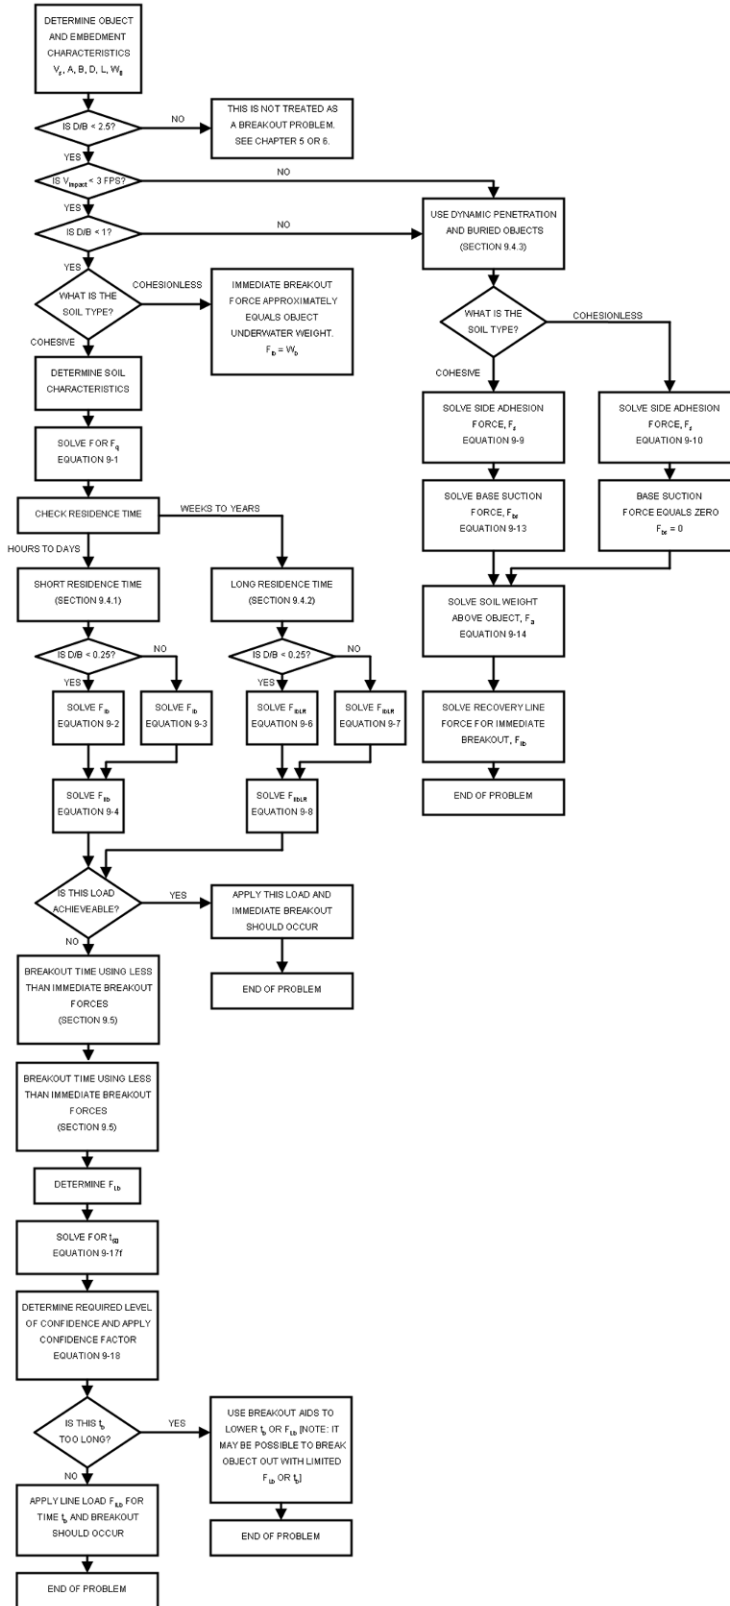 DETERMINE OBJECT
AND EMBEDMENT
CHARACTERISTICS
IS D/B < 2.5?
NO
THIS IS NOT TREATED AS
A BREAKOUT PROBLEM.
SEE CHAPTER 5 OR 6.
YES
IS Vimpact < 3 FPS?
NO
YES
IS D/B < 1?
NO
USE DYNAMIC PENETRATION
AND BURIED OBJECTS
(SECTION 9.4.3)
YES
WHAT IS THE
SOIL TYPE?
COHESIONLESS
IMMEDIATE BREAKOUT
FORCE APPROXIMATELY
EQUALS OBJECT
UNDERWATER WEIGHT.
COHESIVE
WHAT IS THE
SOIL TYPE?
COHESIONLESS
COHESIVE
DETERMINE SOIL
CHARACTERISTICS
SOLVE FOR Fq
EQUATION 9-1
CHECK RESIDENCE TIME
WEEKS TO YEARS
HOURS TO DAYS
SHORT RESIDENCE TIME
(SECTION 9.4.1)
LONG RESIDENCE TIME
(SECTION 9.4.2)
IS D/B < 0.25?
NO
YES
IS D/B < 0.25?
NO
YES
SOLVE
EQUATION 9-2
SOLVE
EQUATION 9-3
SOLVE
EQUATION 9-6
SOLVE
EQUATION 9-7
SOLVE
EQUATION 9-4
SOLVE
EQUATION 9-8
SOLVE SIDE ADHESION
FORCE,
EQUATION 9-9
SOLVE SIDE ADHESION
FORCE,
EQUATION 9-10
SOLVE BASE SUCTION
FORCE,
EQUATION 9-13
BASE SUCTION
FORCE EQUALS ZERO
= 0
SOLVE SOIL WEIGHT
ABOVE OBJECT,
EQUATION 9-14
SOLVE RECOVERY LINE
FORCE FOR IMMEDIATE
BREAKOUT,
END OF PROBLEM
IS THIS LOAD
ACHIEVEABLE?
YES
APPLY THIS LOAD AND
IMMEDIATE BREAKOUT
SHOULD OCCUR
END OF PROBLEM
NO
BREAKOUT TIME USING LESS
THAN IMMEDIATE BREAKOUT
FORCES
(SECTION 9.5)
BREAKOUT TIME USING LESS
THAN IMMEDIATE BREAKOUT
FORCES
(SECTION 9.5)
DETERMINE
SOLVE FOR
EQUATION 9-17f
DETERMINE REQUIRED LEVEL
OF CONFIDENCE AND APPLY
CONFIDENCE FACTOR
EQUATION 9-18
IS THIS tb
TOO LONG?
YES
USE BREAKOUT AIDS TO
LOWER tb OR [NOTE: IT
MAY BE POSSIBLE TO BREAK
OBJECT OUT WITH LIMITED
OR tb]
END OF PROBLEM
NO
APPLY LINE LOAD FOR
TIME tb AND BREAKOUT
SHOULD OCCUR
END OF PROBLEM